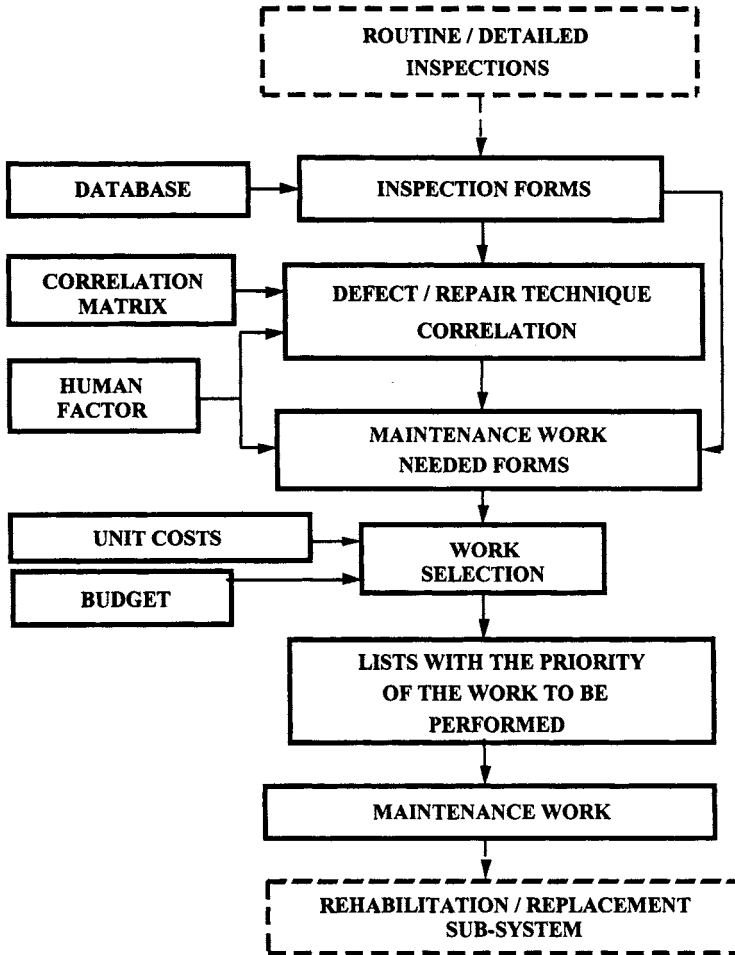 ROUTINE / DETAILED
INSPECTIONS
DATABASE
INSPECTION FORMS
CORRELATION
MATRIX
DEFECT / REPAIR TECHNIQUE
CORRELATION
HUMAN
FACTOR
MAINTENANCE WORK
NEEDED FORMS
UNIT COSTS
BUDGET
WORK
SELECTION
LISTS WITH THE PRIORITY
OF THE WORK TO BE
PERFORMED
MAINTENANCE WORK
REHABILITATION / REPLACEMENT
SUB-SYSTEM